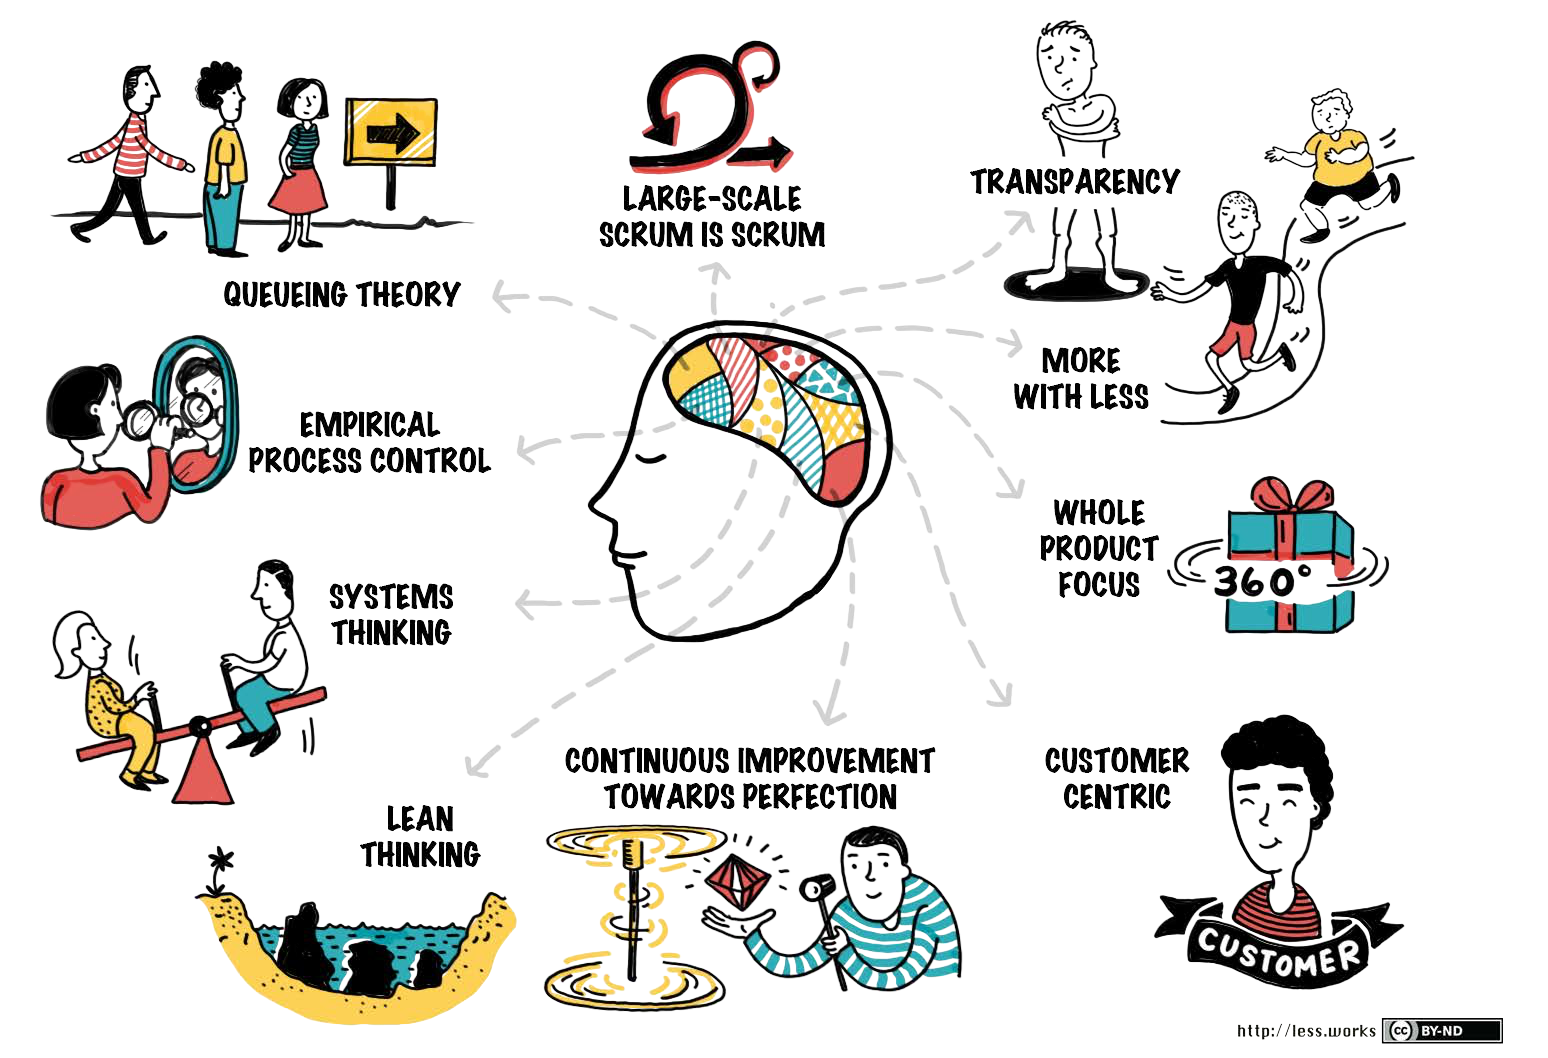 LARGE-SCALE
SCRUM IS SCRUM
TRANSPARENCY
QUEUEING THEORY
MORE
WITH LESS
EMPIRICAL
PROCESS CONTROL
WHOLE
PRODUCT
FOCUS
360°
SYSTEMS
THINKING
CONTINUOUS IMPROVEMENT
TOWARDS PERFECTION
CUSTOMER
CENTRIC
LEAN
THINKING
CUSTOMER
http://less.works
cc BY-ND